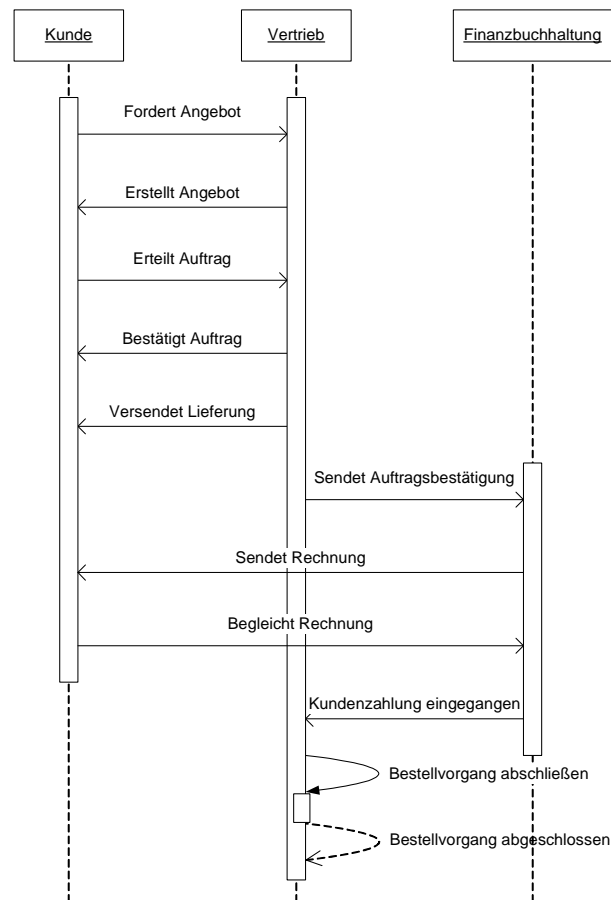 Kunde
Vertrieb
Finanzbuchhaltung
Fordert Angebot
Erstellt Angebot
Erteilt Auftrag
Bestätigt Auftrag
Versendet Lieferung
Sendet Auftragsbestätigung
Sendet Rechnung
Begleicht Rechnung
Kundenzahlung eingegangen
Bestellvorgang abschließen
Bestellvorgang abgeschlossen